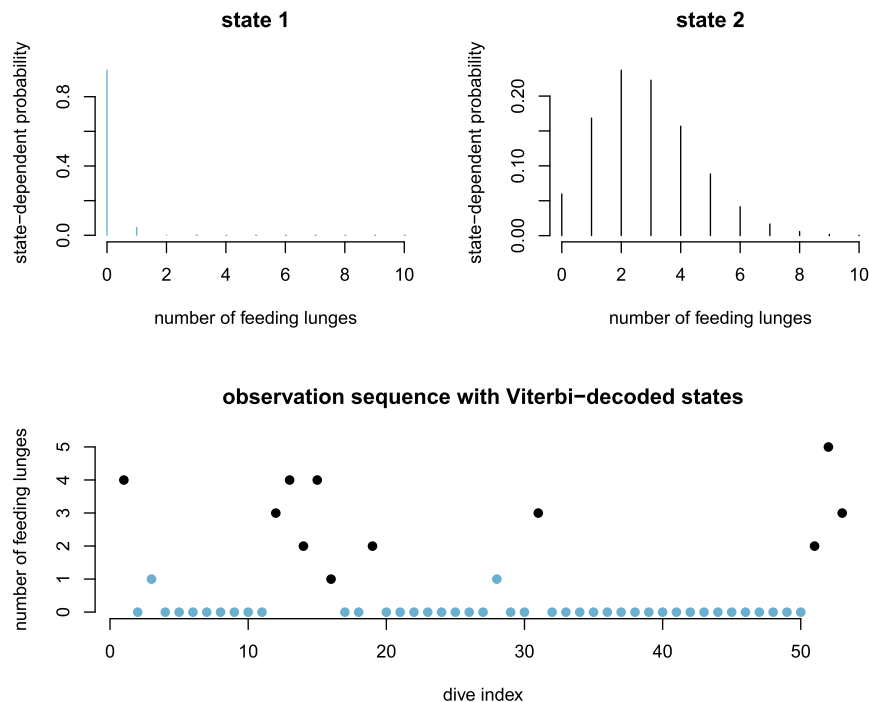 state 1
state-dependent probability
0.0 0.4 0.8
0 2 4 6 8 10
number of feeding lunges
state 2
state-dependent probability
0.00 0.10 0.20
0 2 4 6 8 10
number of feeding lunges
observation sequence with Viterbi-decoded states
number of feeding lunges
0 1 2 3 4 5
0 10 20 30 40 50
dive index